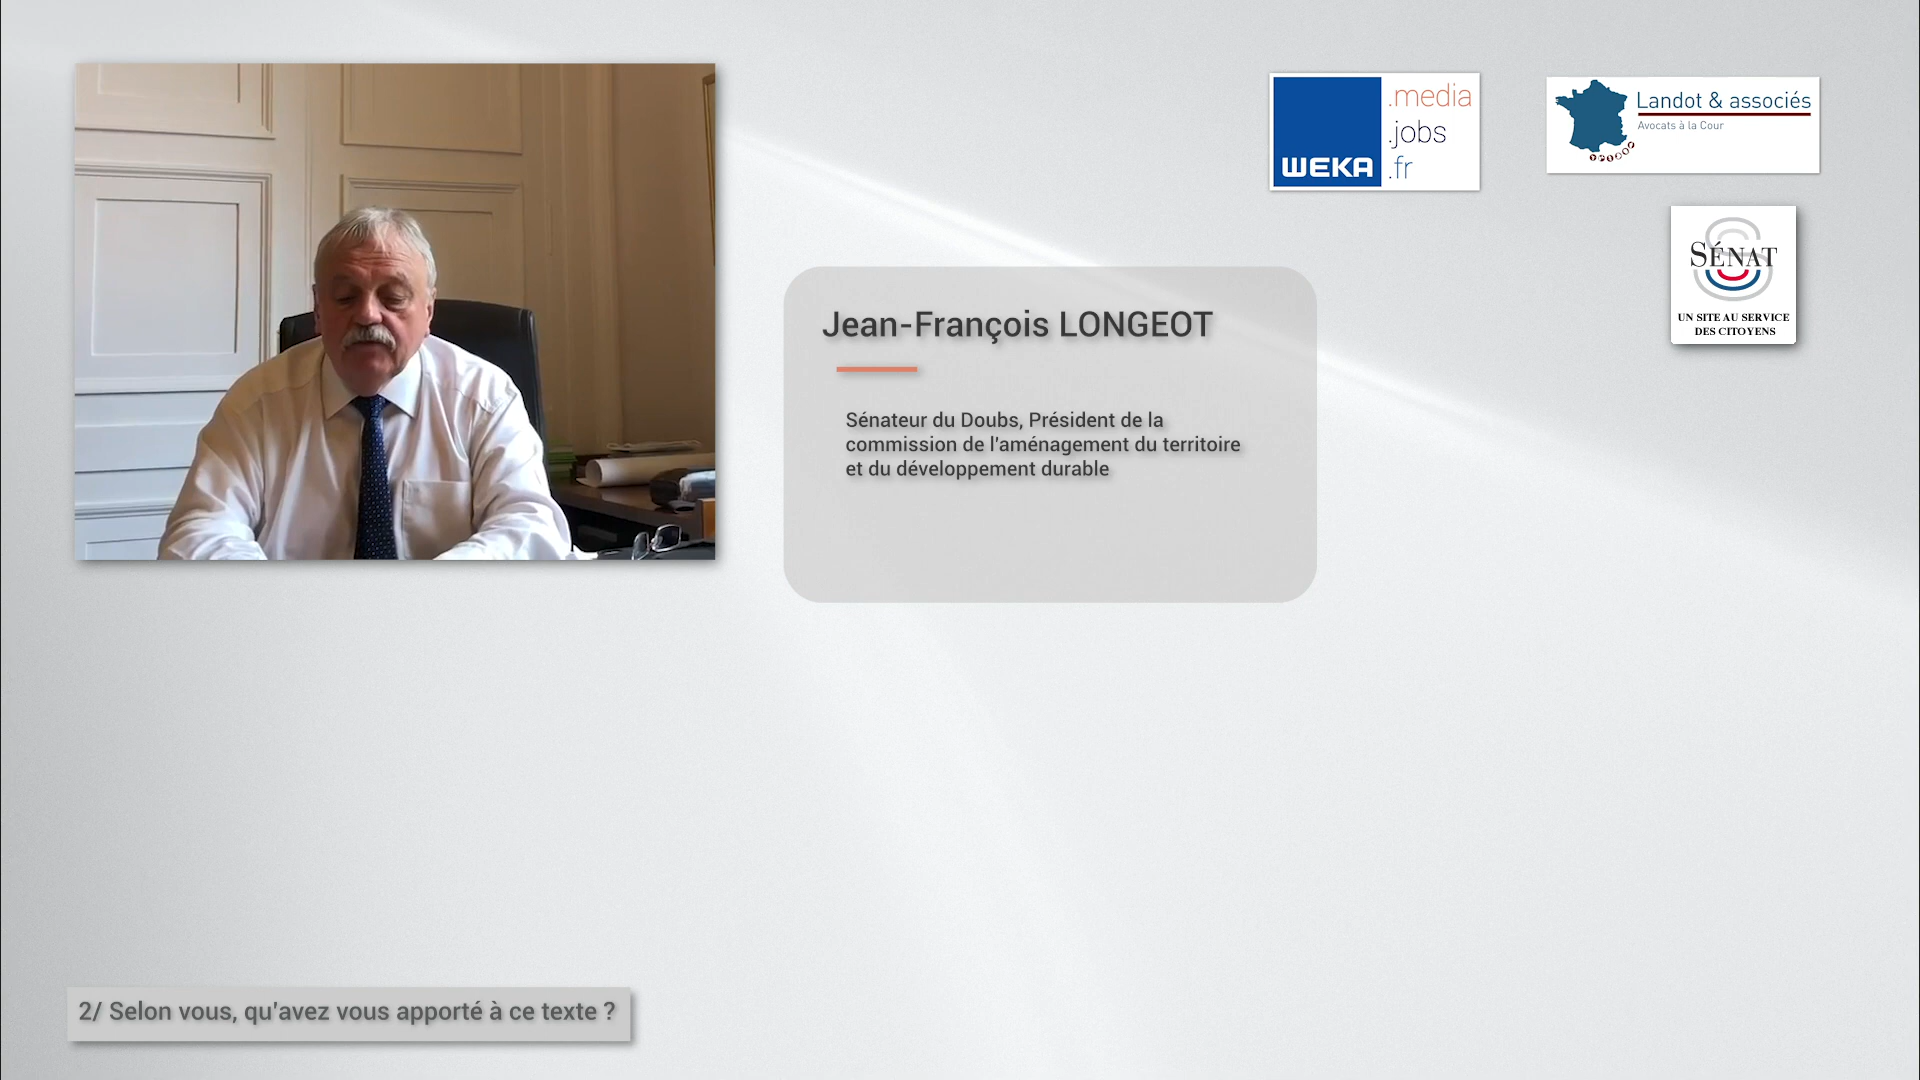 .media
.jobs
WEKA .fr
Landot & associés
Avocats à la Cour
SÉNAT
UN SITE AU SERVICE
DES CITOYENS
Jean-François LONGEOT
Sénateur du Doubs, Président de la
commission de l'aménagement du territoire
et du développement durable
2/ Selon vous, qu'avez vous apporté à ce texte ?